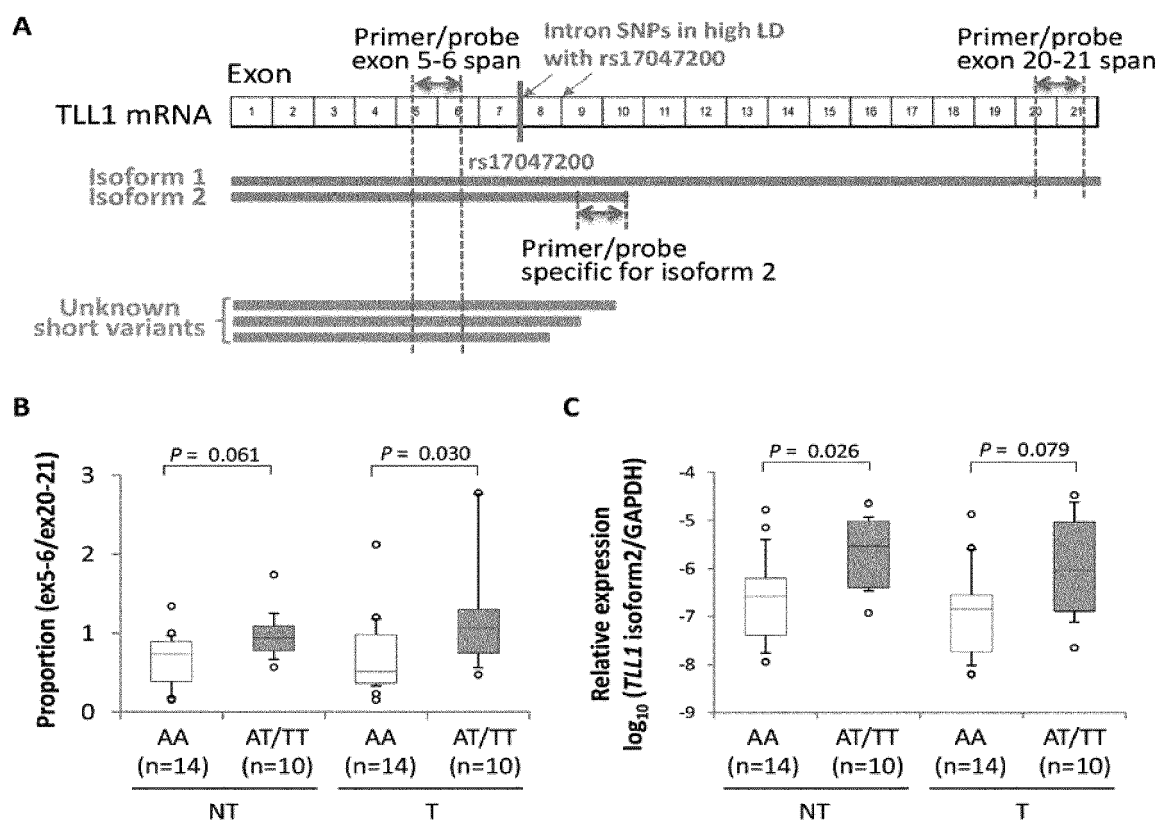 A
Primer/probe
exon 5-6 span
Intron SNPs in high LD
with rs17047200
Primer/probe
exon 20-21 span
Exon
TLL1 mRNA
1 2 3 4 5 6 7 8 9 10 11 12 13 14 15 16 17 18 19 20 21
rs17047200
Isoform 1
Isoform 2
Primer/probe
specific for isoform 2
Unknown
short variants
B
Proportion (ex5-6/ex20-21)
P = 0.061
P = 0.030
3
2
1
0
AA AT/TT AA AT/TT
(n=14) (n=10) (n=14) (n=10)
NT T
C
Relative expression
log10 (TLL1 isoform2/GAPDH)
P = 0.026
P = 0.079
-4
-5
-6
-7
-8
-9
AA AT/TT AA AT/TT
(n=14) (n=10) (n=14) (n=10)
NT T